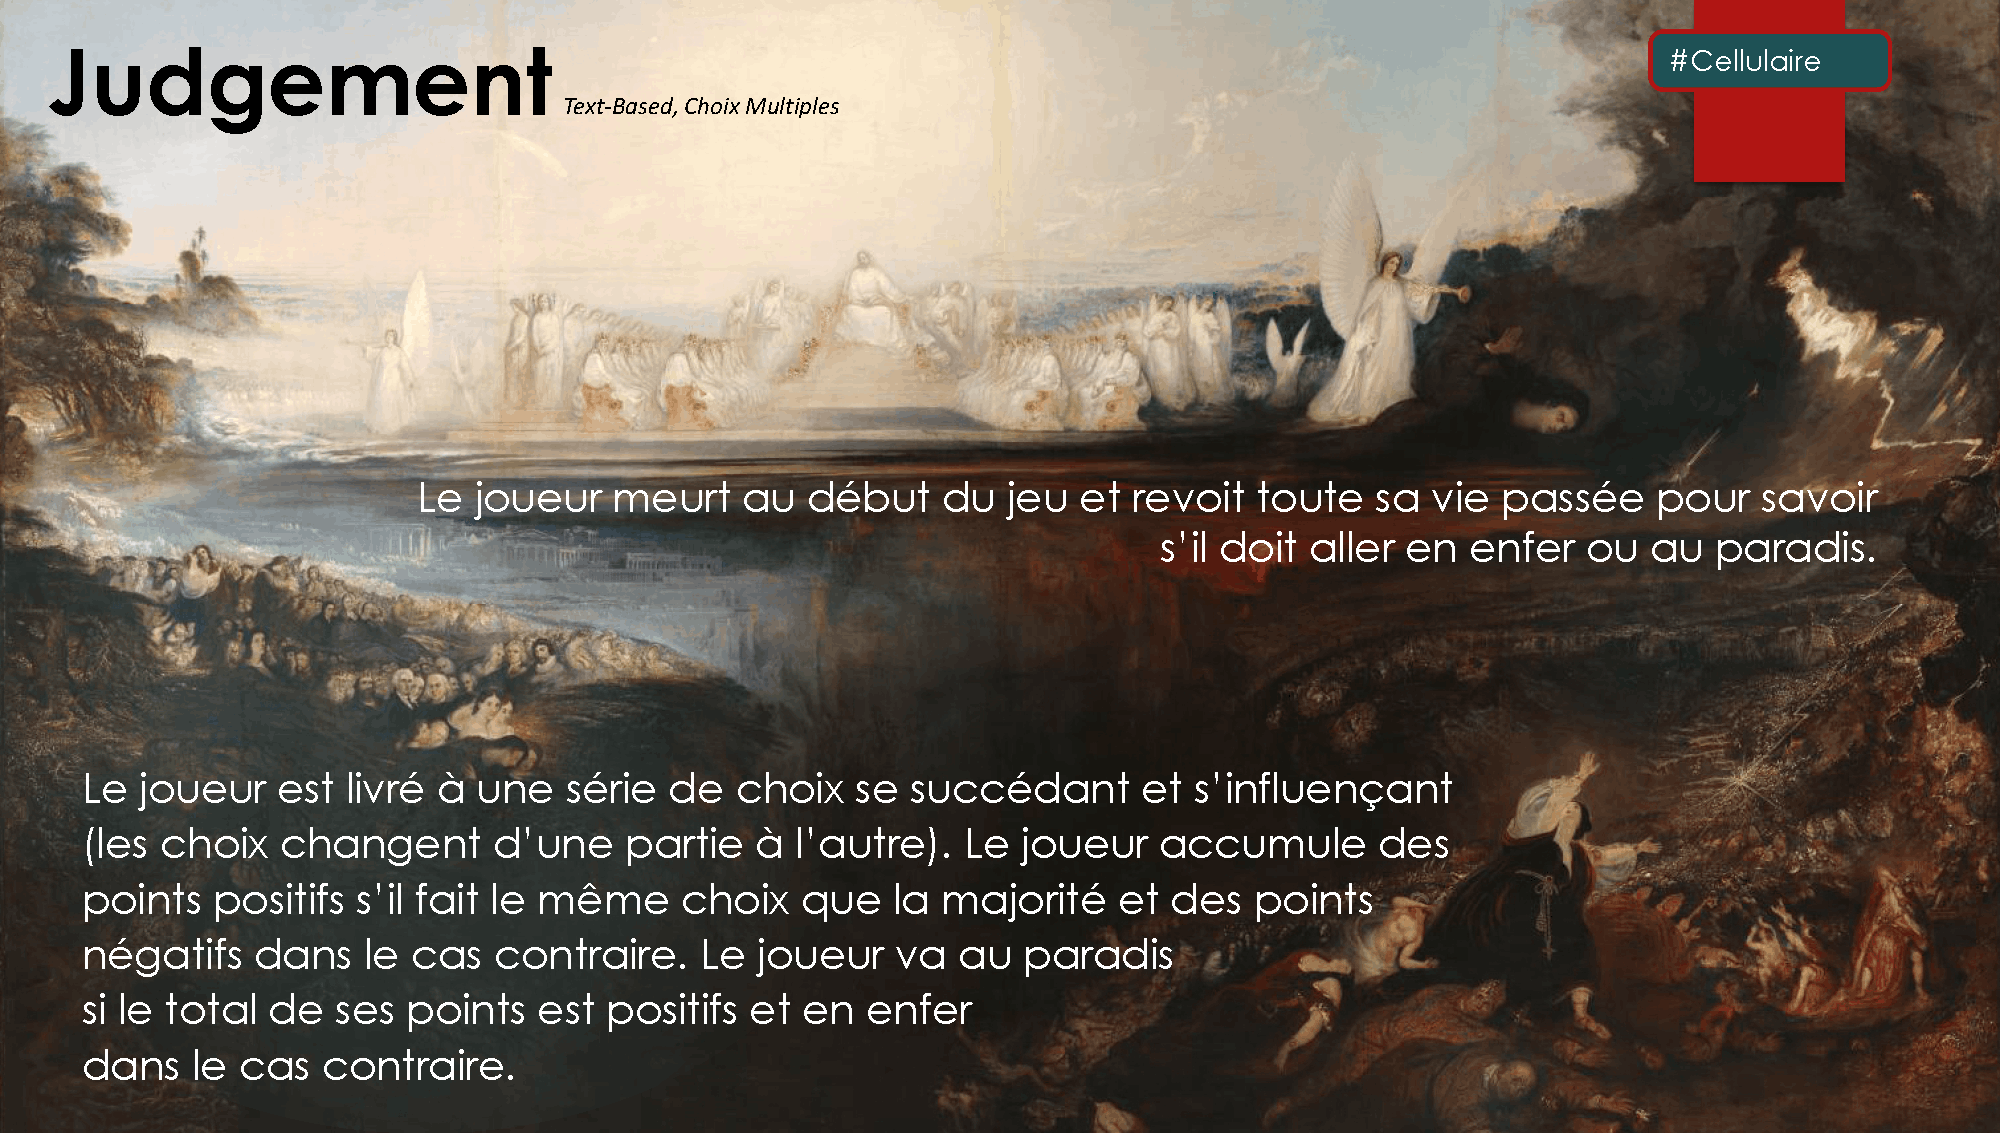 Judgement
Text-Based, Choix Multiples
#Cellulaire
Le joueur meurt au début du jeu et revoit toute sa vie passée pour savoir
s’il doit aller en enfer ou au paradis.
Le joueur est livré à une série de choix se succédant et s’influençant
(les choix changent d’une partie à l’autre). Le joueur accumule des
points positifs s’il fait le même choix que la majorité et des points
négatifs dans le cas contraire. Le joueur va au paradis
si le total de ses points est positifs et en enfer
dans le cas contraire.